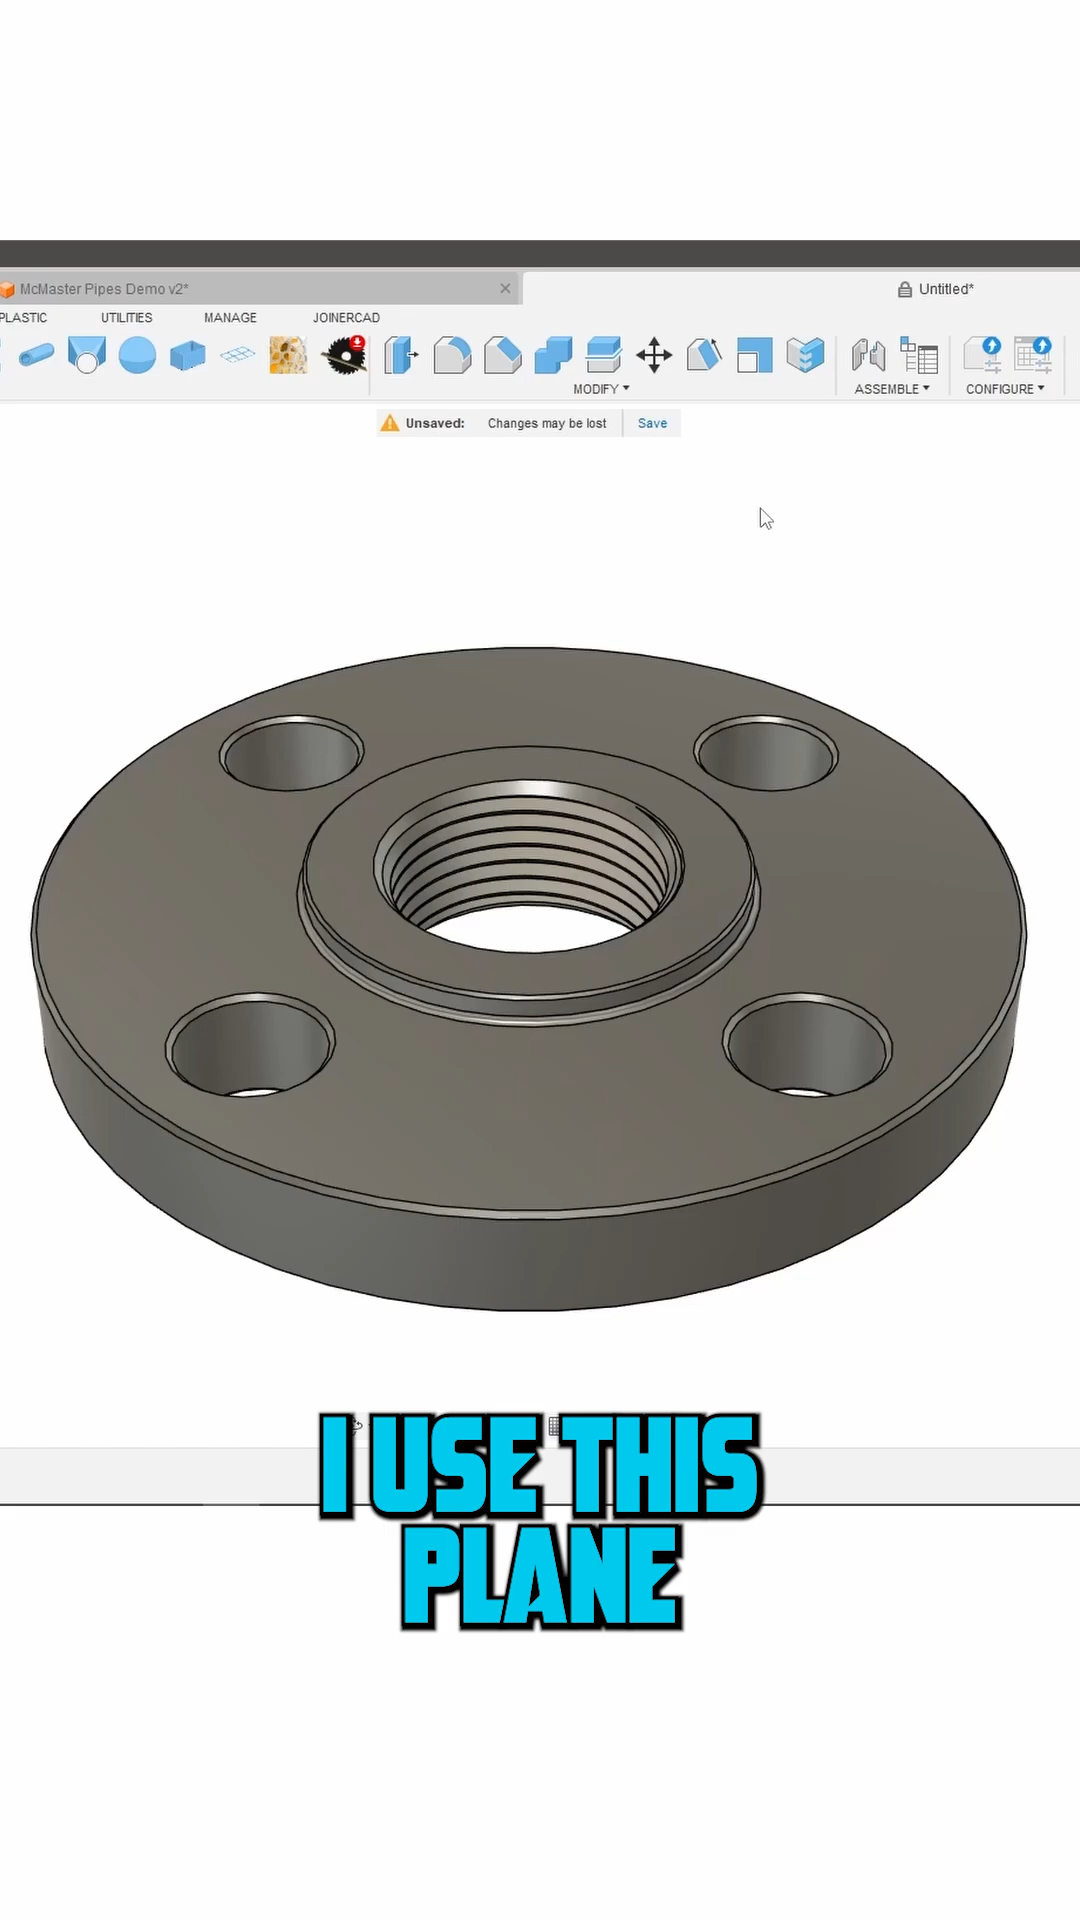 McMaster Pipes Demo v2*
Untitled*
PLASTIC UTILITIES MANAGE JOINERCAD
MODIFY ASSEMBLE CONFIGURE
Unsaved: Changes may be lost Save
I USE THIS
PLANE